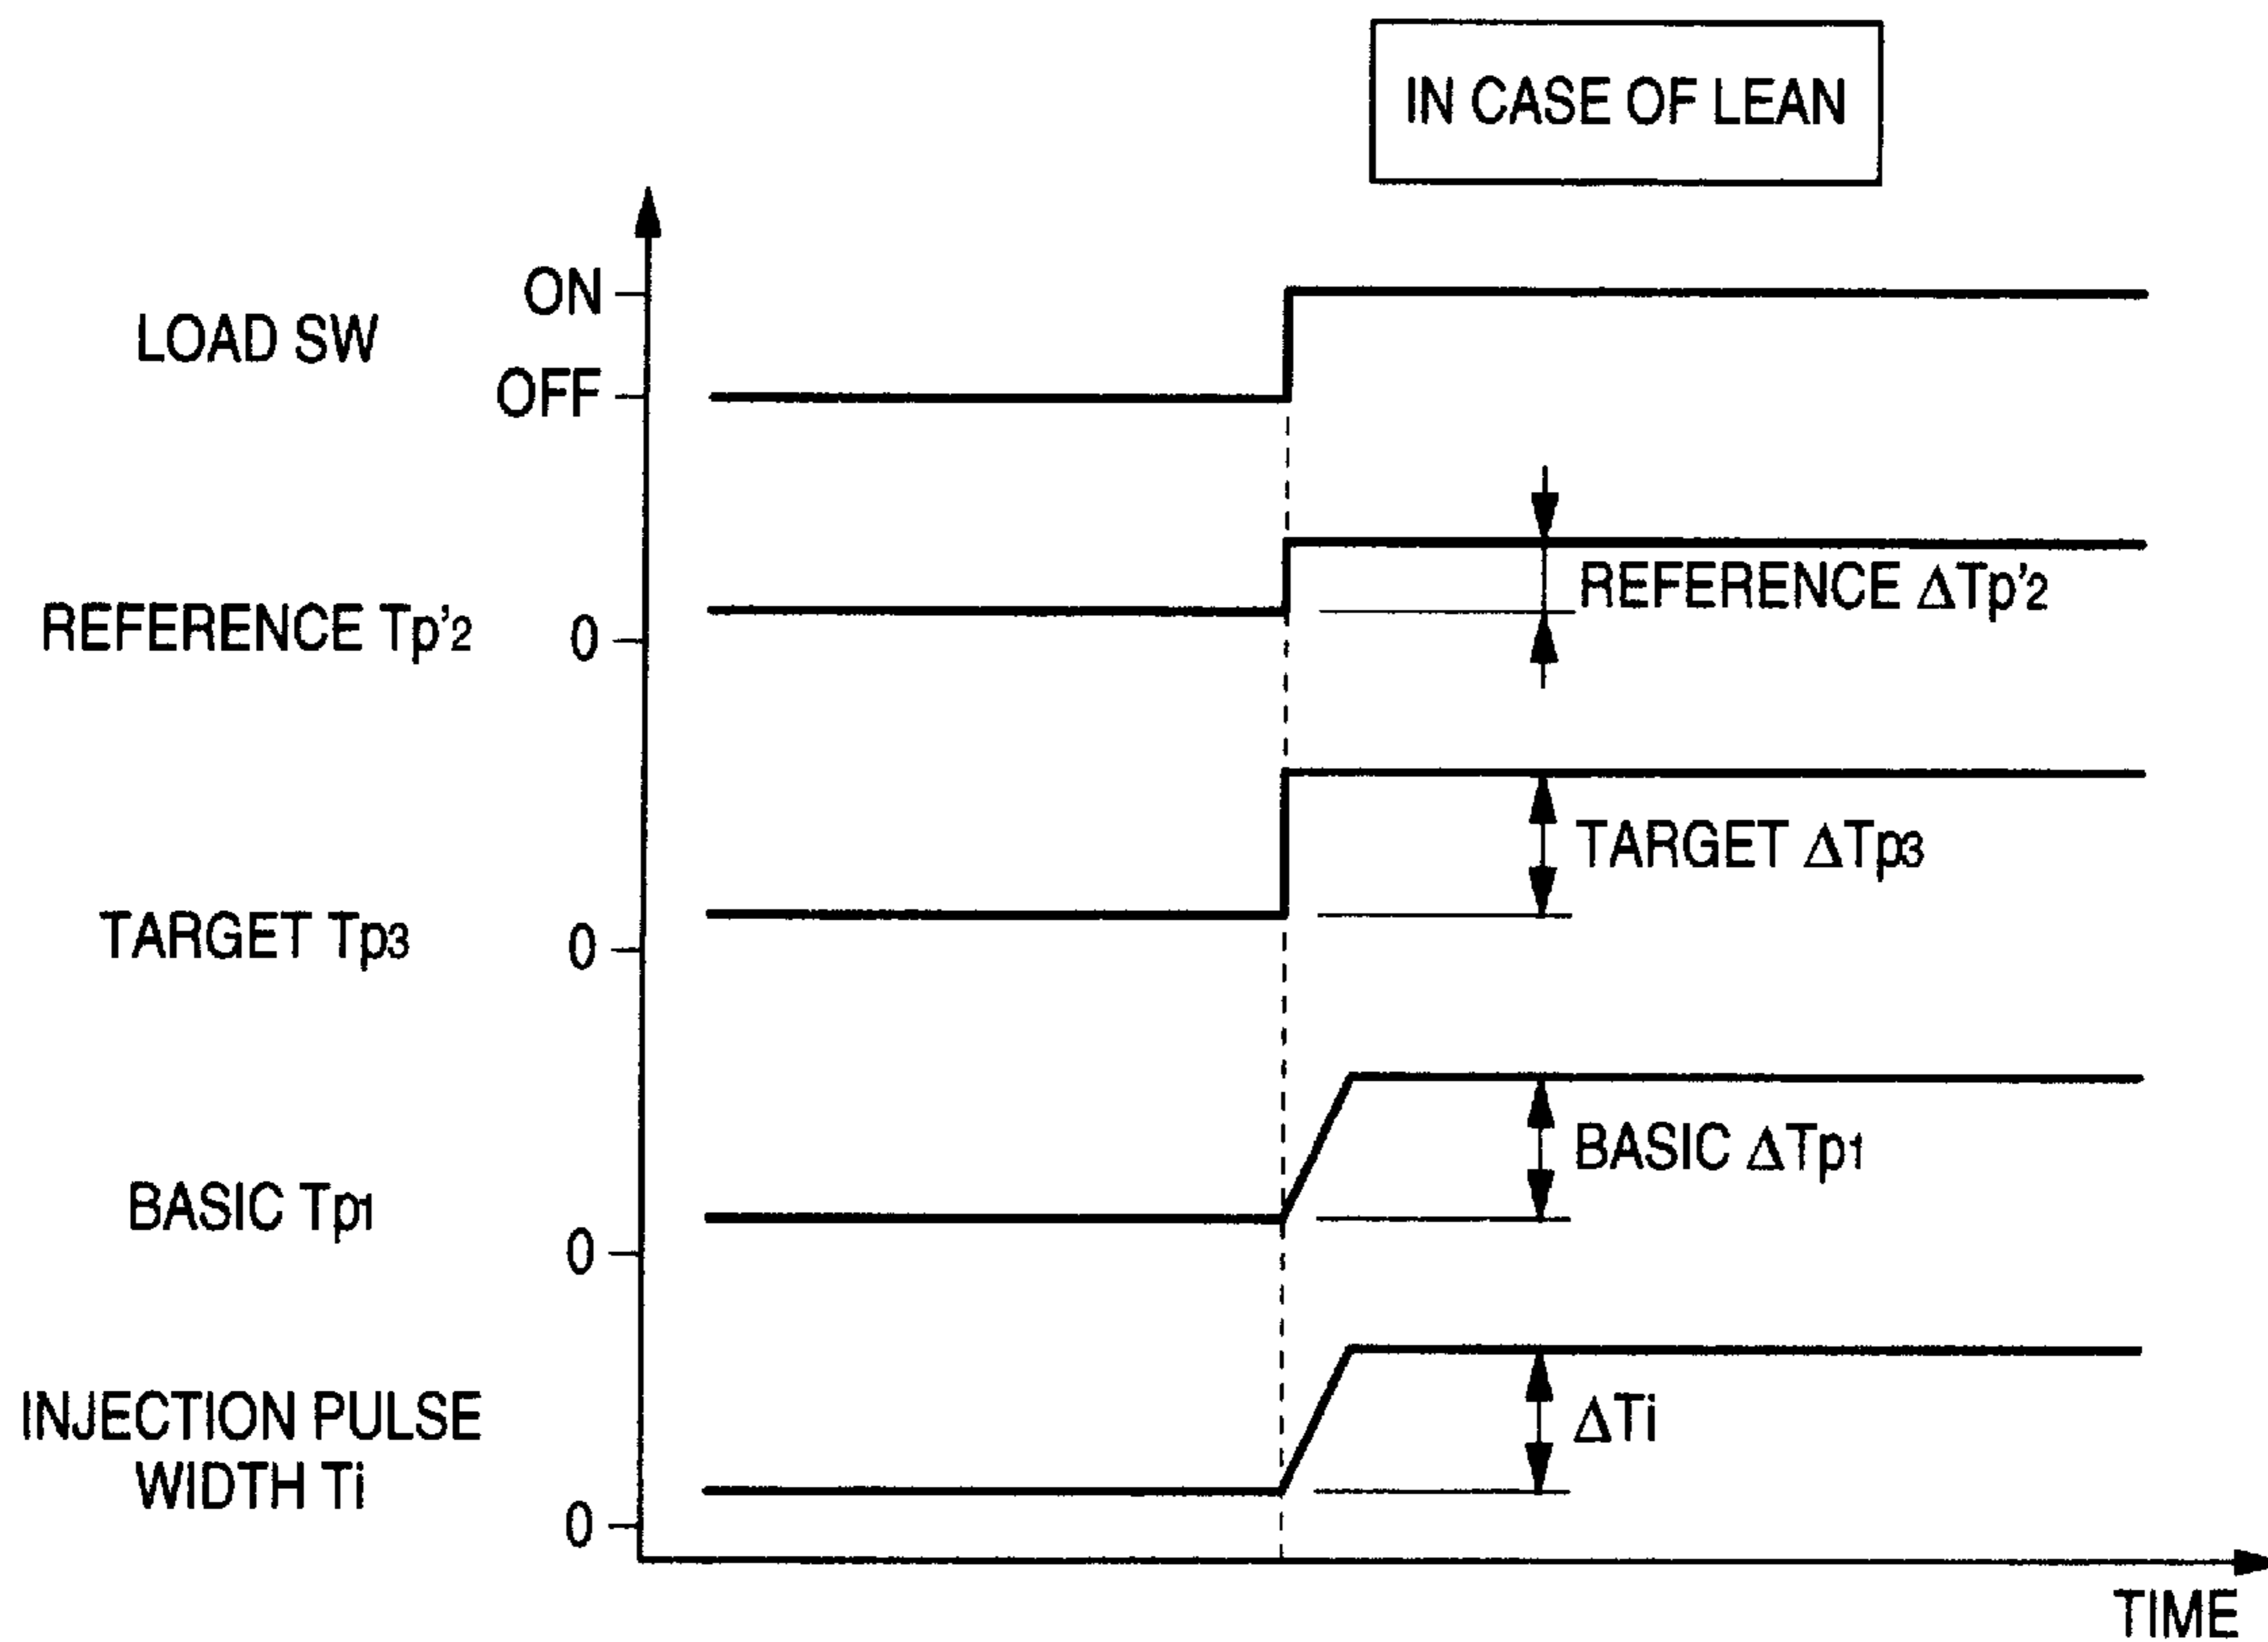 IN CASE OF LEAN
ON
LOAD SW
OFF
REFERENCE ΔTp'2
REFERENCE Tp'2
0
TARGET ΔTp3
TARGET Tp3
0
BASIC ΔTp1
BASIC Tp1
0
INJECTION PULSE
WIDTH Ti
ΔTi
0
TIME